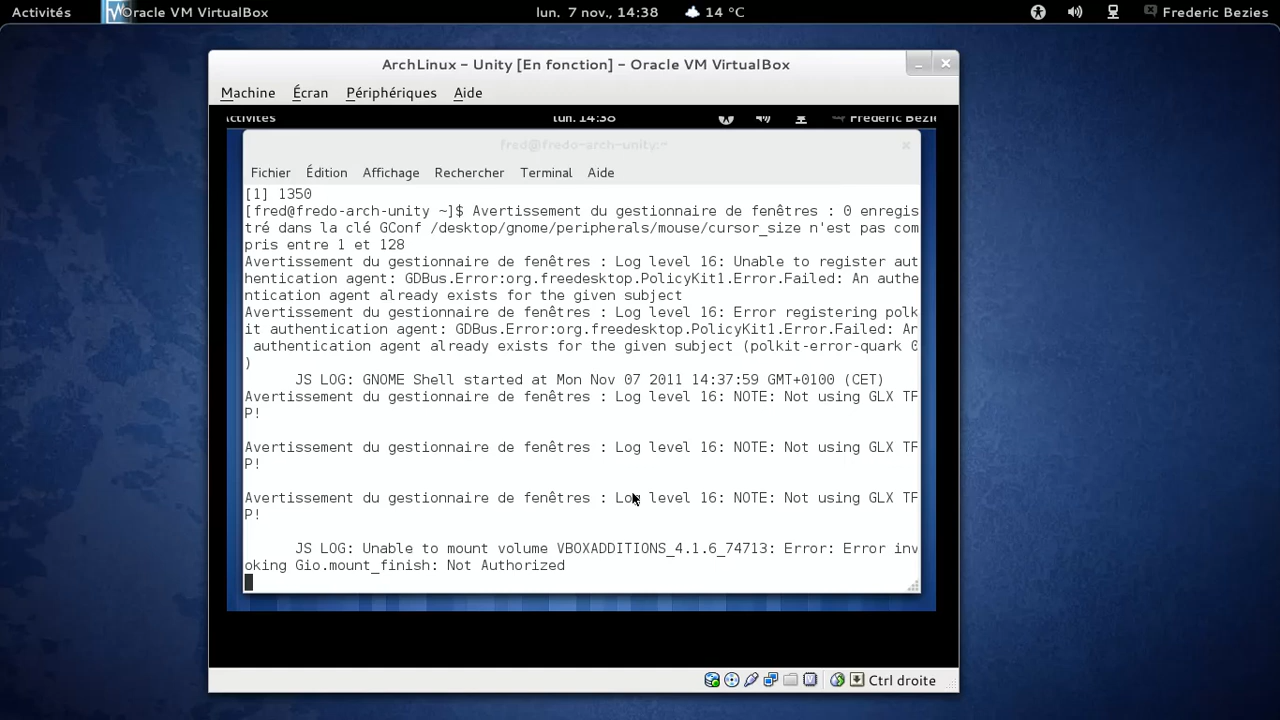 Activités
Oracle VM VirtualBox
lun. 7 nov., 14:38
14 °C
Frederic Bezies
ArchLinux – Unity [En fonction] – Oracle VM VirtualBox
Machine Écran Périphériques Aide
lun. 14:38
fred@fredo-arch-unity:~
Fichier Édition Affichage Rechercher Terminal Aide
[1] 1350
[fred@fredo-arch-unity ~]$ Avertissement du gestionnaire de fenêtres : 0 enregis
tré dans la clé GConf /desktop/gnome/peripherals/mouse/cursor_size n'est pas com
pris entre 1 et 128
Avertissement du gestionnaire de fenêtres : Log level 16: Unable to register aut
hentication agent: GDBus.Error:org.freedesktop.PolicyKit1.Error.Failed: An authe
ntication agent already exists for the given subject
Avertissement du gestionnaire de fenêtres : Log level 16: Error registering polk
it authentication agent: GDBus.Error:org.freedesktop.PolicyKit1.Error.Failed: An
 authentication agent already exists for the given subject (polkit-error-quark 0
)
JS LOG: GNOME Shell started at Mon Nov 07 2011 14:37:59 GMT+0100 (CET)
Avertissement du gestionnaire de fenêtres : Log level 16: NOTE: Not using GLX TF
P!
Avertissement du gestionnaire de fenêtres : Log level 16: NOTE: Not using GLX TF
P!
Avertissement du gestionnaire de fenêtres : Log level 16: NOTE: Not using GLX TF
P!
JS LOG: Unable to mount volume VBOXADDITIONS_4.1.6_74713: Error: Error inv
oking Gio.mount_finish: Not Authorized
Ctrl droite